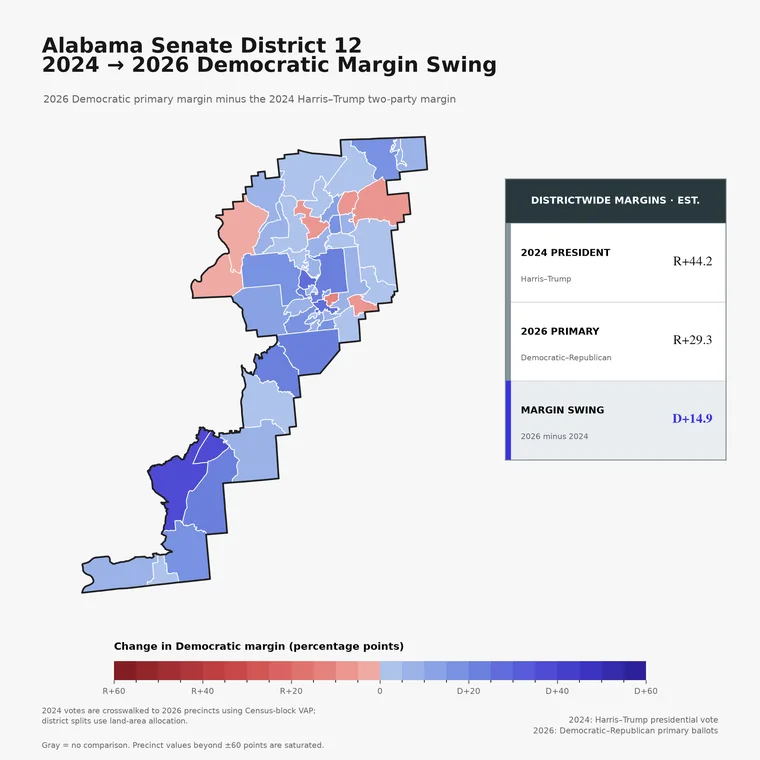 Alabama Senate District 12
2024 → 2026 Democratic Margin Swing
2026 Democratic primary margin minus the 2024 Harris–Trump two-party margin
DISTRICTWIDE MARGINS · EST.
2024 PRESIDENT
R+44.2
Harris–Trump
2026 PRIMARY
R+29.3
Democratic–Republican
MARGIN SWING
D+14.9
2026 minus 2024
Change in Democratic margin (percentage points)
R+60 R+40 R+20 0 D+20 D+40 D+60
2024 votes are crosswalked to 2026 precincts using Census-block VAP;
district splits use land-area allocation.
Gray = no comparison. Precinct values beyond ±60 points are saturated.
2024: Harris–Trump presidential vote
2026: Democratic–Republican primary ballots